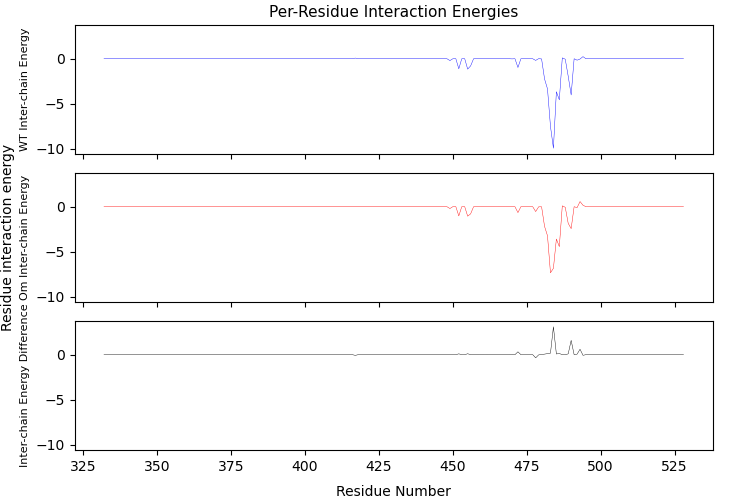 Per-Residue Interaction Energies
WT Inter-chain Energy
0
−5
−10
Residue interaction energy
Om Inter-chain Energy
0
−5
−10
Inter-chain Energy Difference
0
−5
−10
325 350 375 400 425 450 475 500 525
Residue Number